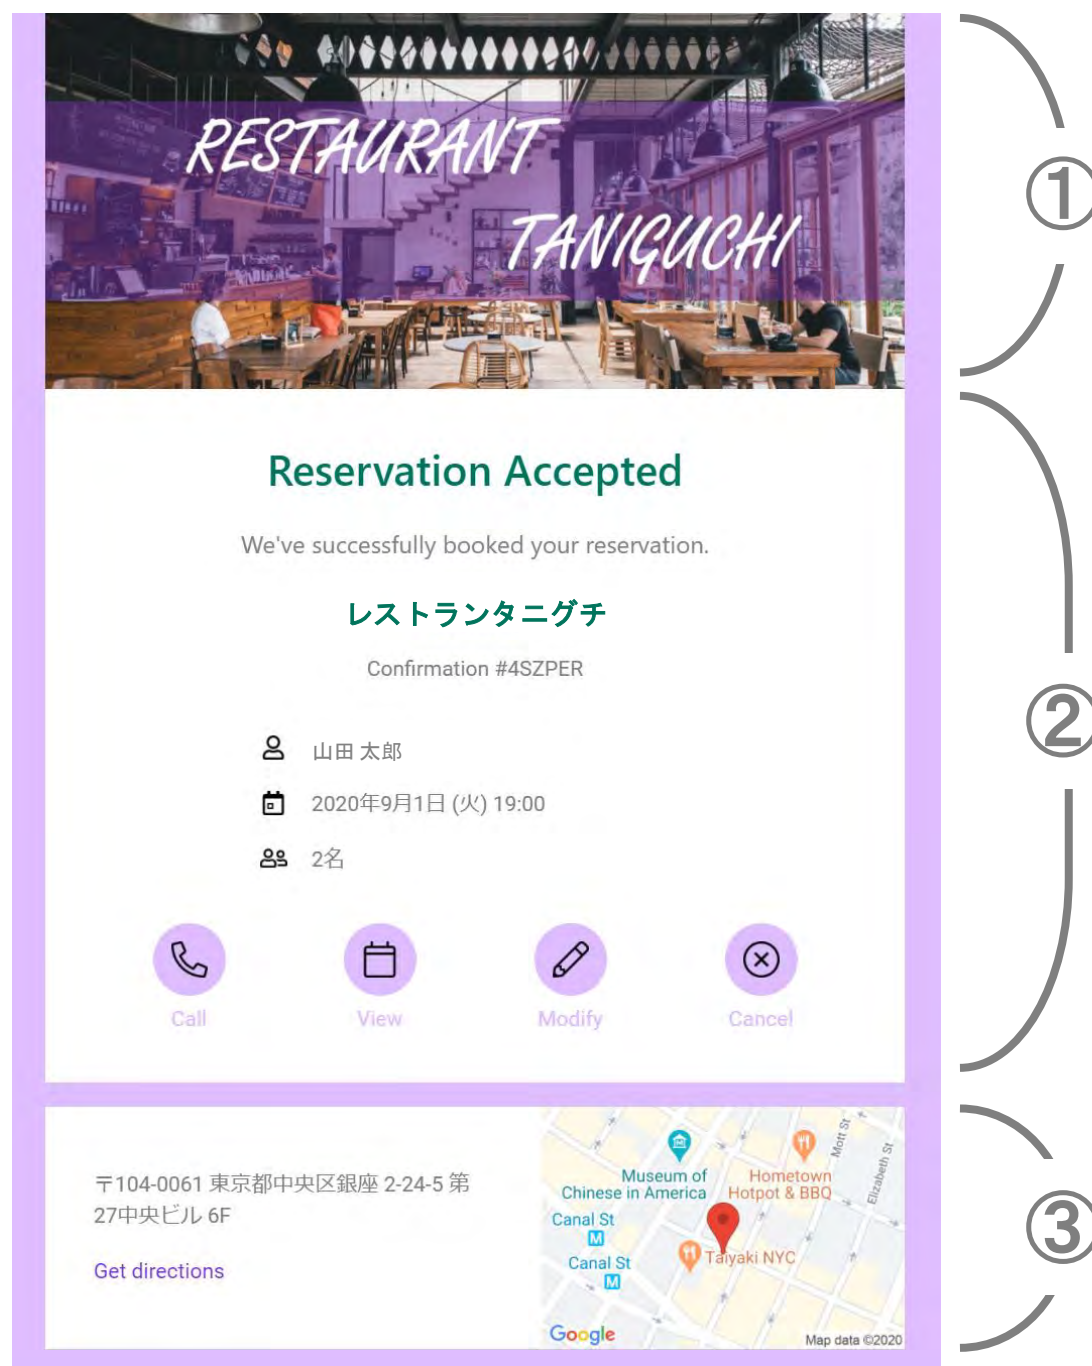 RESTAURANT
TANIGUCHI
①
Reservation Accepted
We've successfully booked your reservation.
レストランタニグチ
Confirmation #4SZPER
山田 太郎
2020年9月1日 (火) 19:00
2名
②
Call
View
Modify
Cancel
〒104-0061 東京都中央区銀座 2-24-5 第
27中央ビル 6F
Get directions
Mott St
Elizabeth St
Museum of
Chinese in America
Hometown
Hotpot & BBQ
Canal St
M
Canal St
M
Taiyaki NYC
Google
Map data ©2020
③